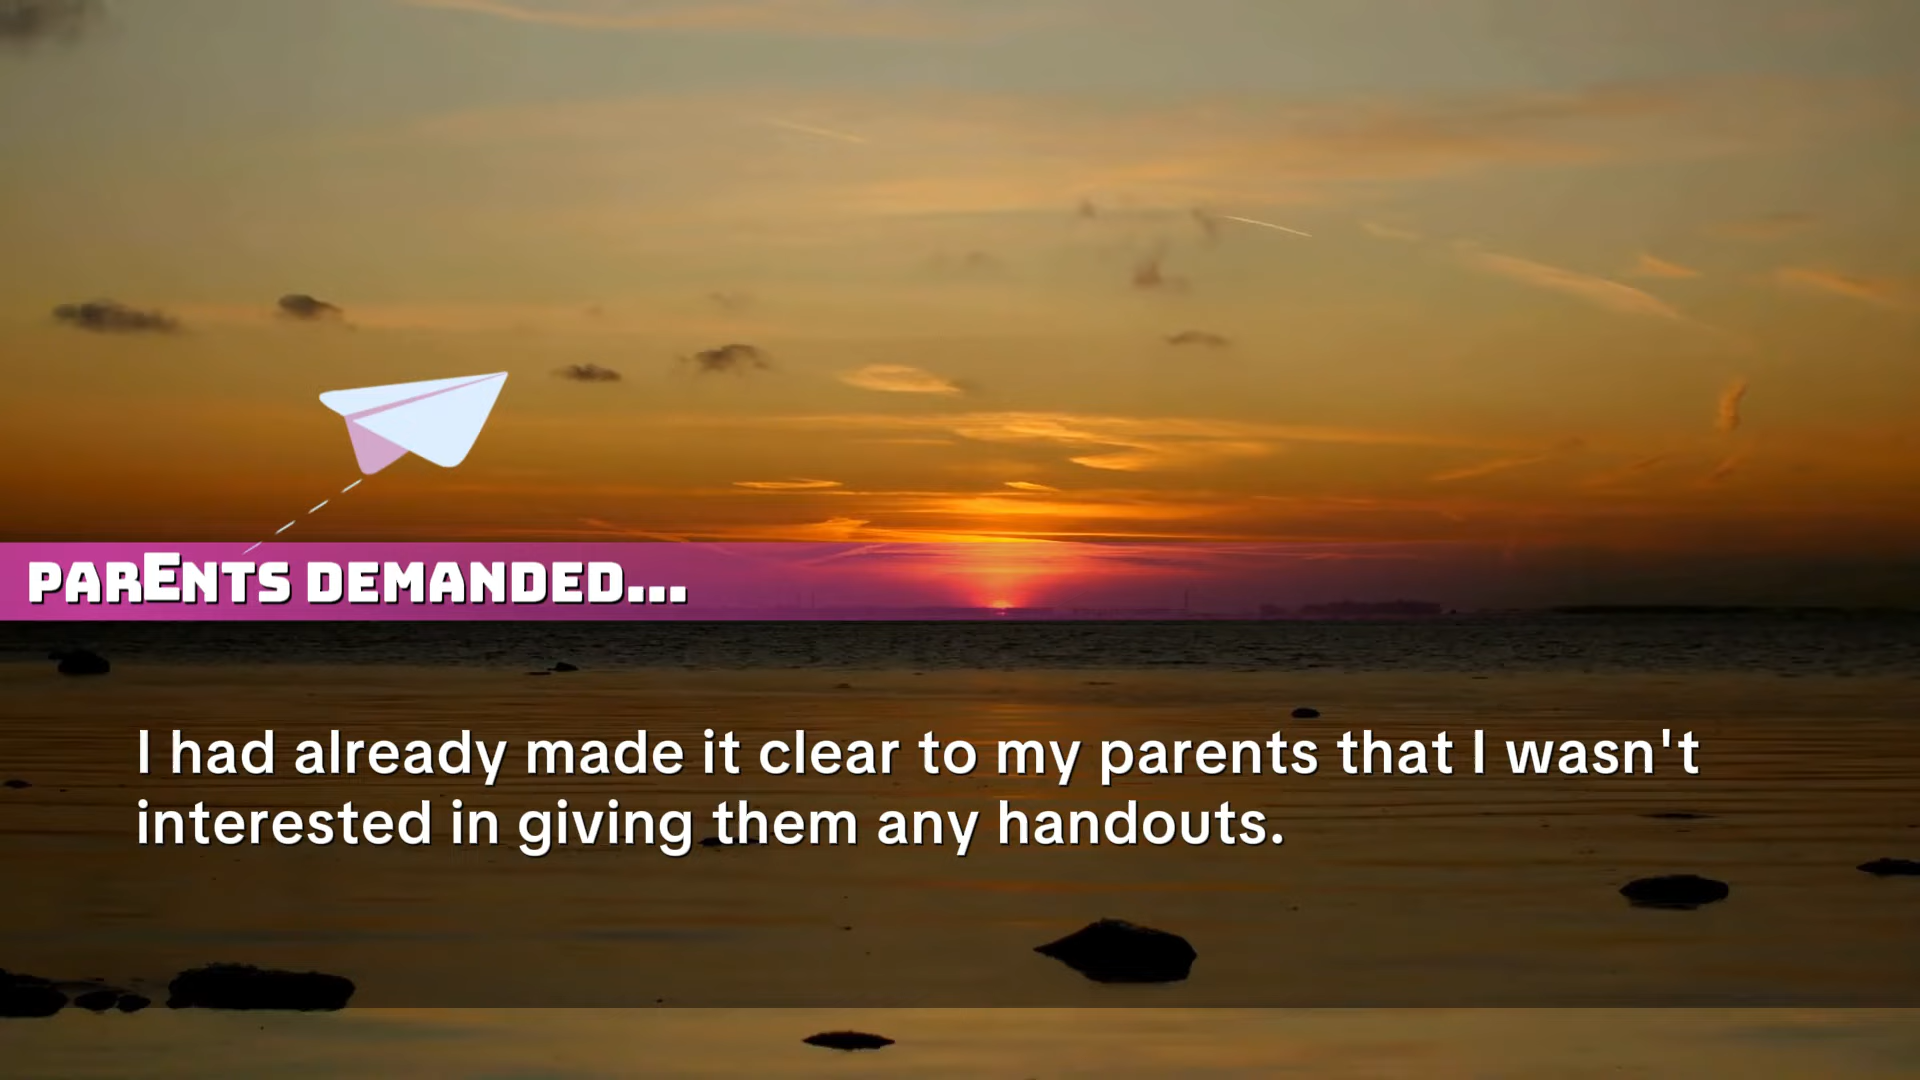 PARENTS DEMANDED...
I had already made it clear to my parents that I wasn't
interested in giving them any handouts.